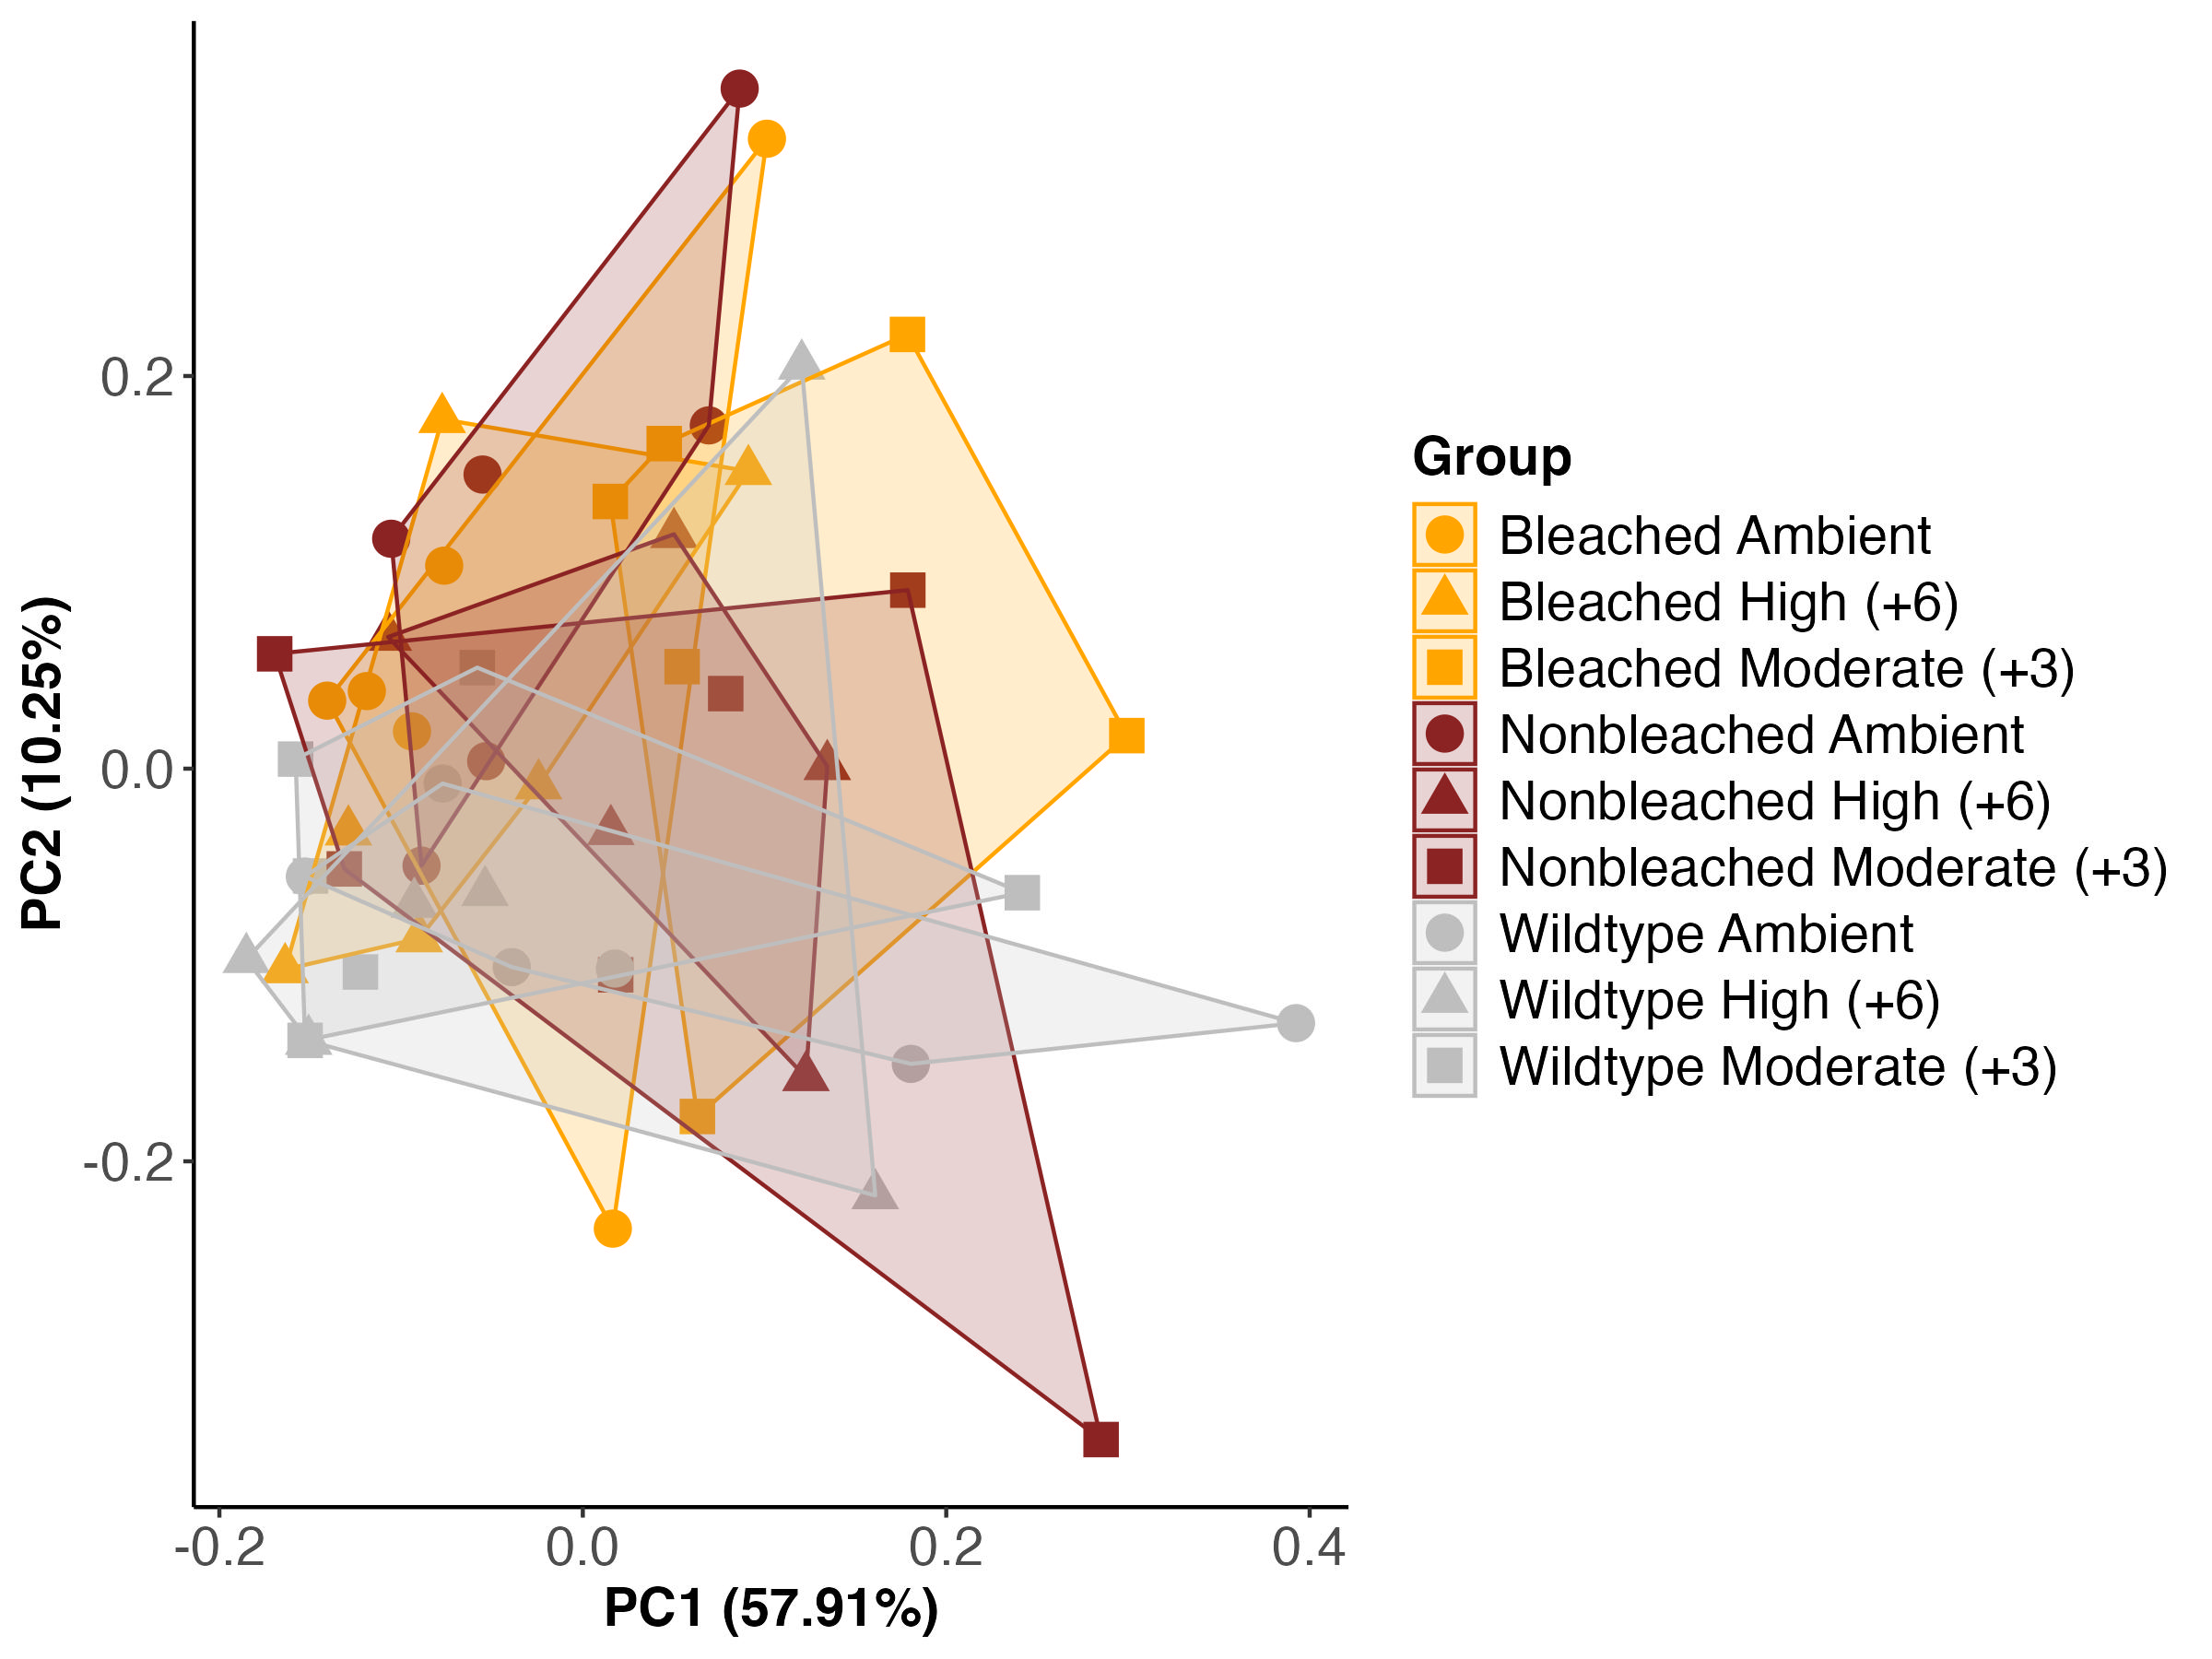 PC2 (10.25%)
0.2
0.0
-0.2
-0.2
0.0
0.2
0.4
PC1 (57.91%)
Group
Bleached Ambient
Bleached High (+6)
Bleached Moderate (+3)
Nonbleached Ambient
Nonbleached High (+6)
Nonbleached Moderate (+3)
Wildtype Ambient
Wildtype High (+6)
Wildtype Moderate (+3)